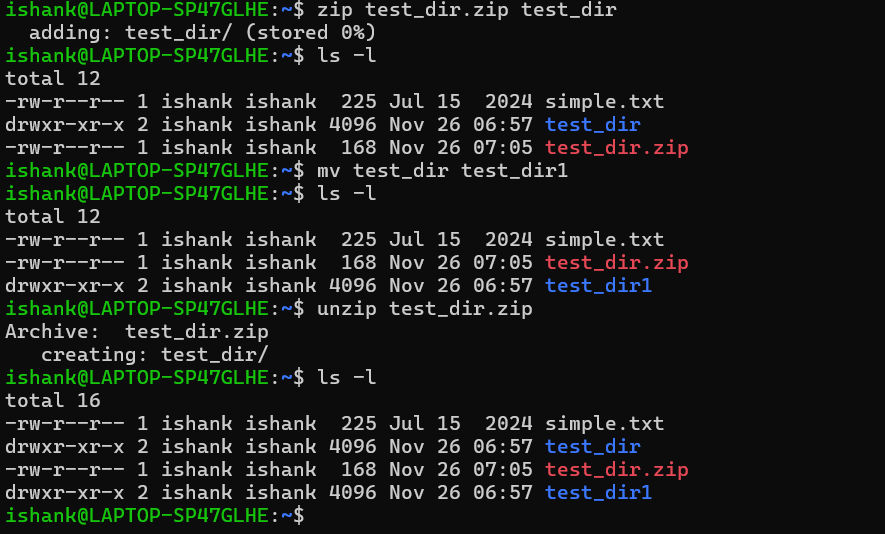 ishank@LAPTOP-SP47GLHE:~$ zip test_dir.zip test_dir
  adding: test_dir/ (stored 0%)
ishank@LAPTOP-SP47GLHE:~$ ls -l
total 12
-rw-r--r-- 1 ishank ishank  225 Jul 15  2024 simple.txt
drwxr-xr-x 2 ishank ishank 4096 Nov 26 06:57 test_dir
-rw-r--r-- 1 ishank ishank  168 Nov 26 07:05 test_dir.zip
ishank@LAPTOP-SP47GLHE:~$ mv test_dir test_dir1
ishank@LAPTOP-SP47GLHE:~$ ls -l
total 12
-rw-r--r-- 1 ishank ishank  225 Jul 15  2024 simple.txt
-rw-r--r-- 1 ishank ishank  168 Nov 26 07:05 test_dir.zip
drwxr-xr-x 2 ishank ishank 4096 Nov 26 06:57 test_dir1
ishank@LAPTOP-SP47GLHE:~$ unzip test_dir.zip
Archive:  test_dir.zip
   creating: test_dir/
ishank@LAPTOP-SP47GLHE:~$ ls -l
total 16
-rw-r--r-- 1 ishank ishank  225 Jul 15  2024 simple.txt
drwxr-xr-x 2 ishank ishank 4096 Nov 26 06:57 test_dir
-rw-r--r-- 1 ishank ishank  168 Nov 26 07:05 test_dir.zip
drwxr-xr-x 2 ishank ishank 4096 Nov 26 06:57 test_dir1
ishank@LAPTOP-SP47GLHE:~$